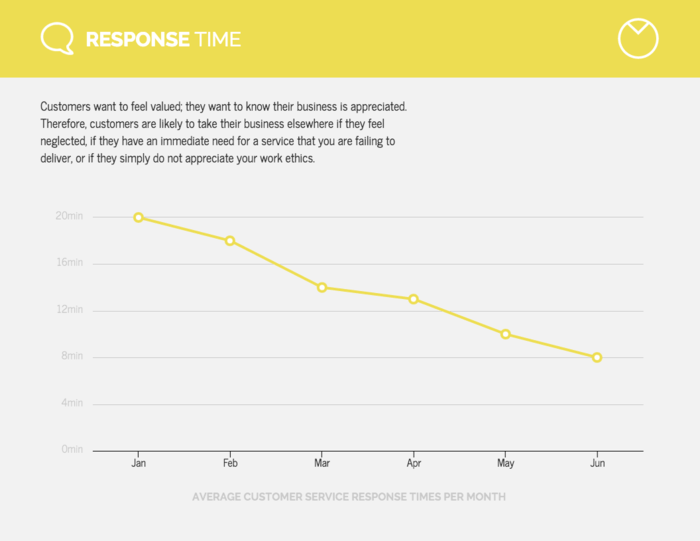 RESPONSE TIME
Customers want to feel valued; they want to know their business is appreciated.
Therefore, customers are likely to take their business elsewhere if they feel
neglected, if they have an immediate need for a service that you are failing to
deliver, or if they simply do not appreciate your work ethics.
20min
16min
12min
8min
4min
0min
Jan Feb Mar Apr May Jun
AVERAGE CUSTOMER SERVICE RESPONSE TIMES PER MONTH